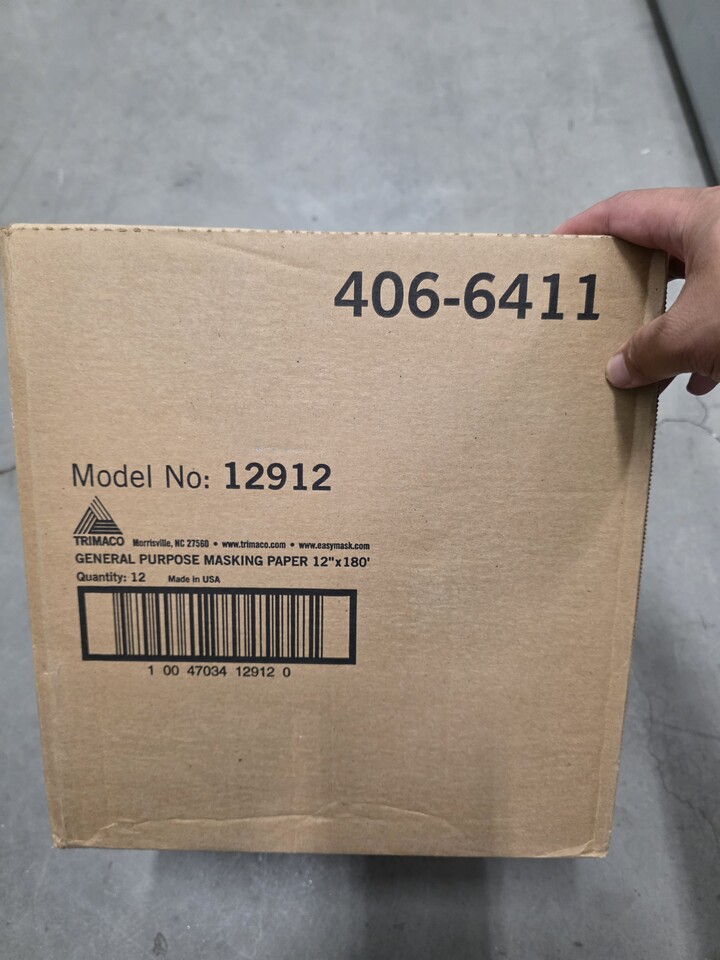 406-6411
Model No: 12912
TRIMACO Morrisville, NC 27560 • www.trimaco.com • www.easymask.com
GENERAL PURPOSE MASKING PAPER 12"x180'
Quantity: 12 Made in USA
1 00 47034 12912 0